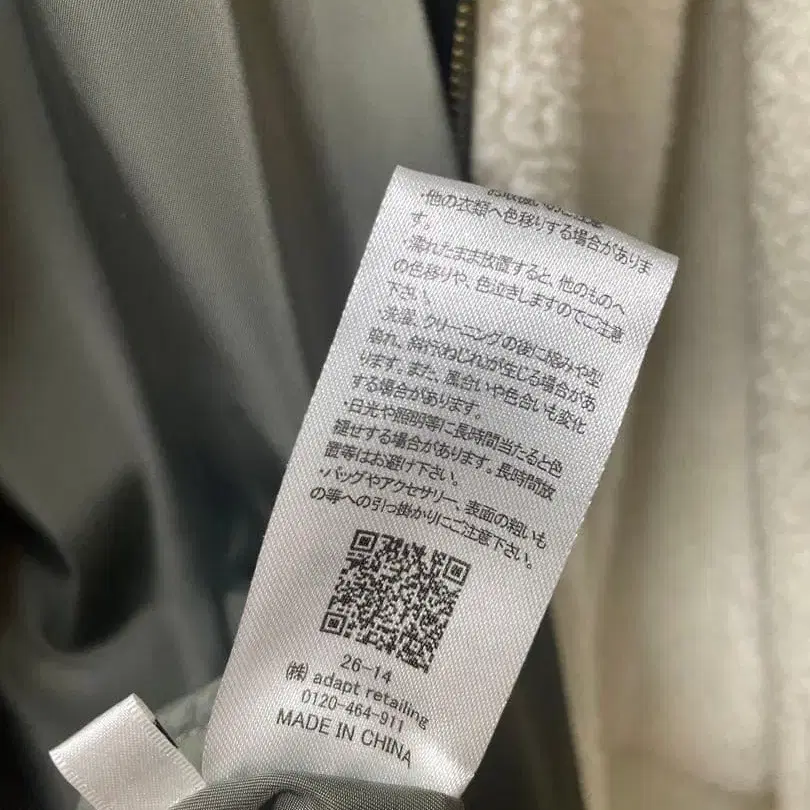 お取扱いのご注意
・他の衣類へ色移りする場合がありま
す。
・濡れたまま放置すると、他のものへ
の色移りや、色泣きしますのでご注意
下さい。
・洗濯、クリーニングの後に縮みや型
崩れ、斜行ねじれが生じる場合があ
ります。また、風合いや色合いも変化
する場合があります。
・日光や照明等に長時間当たると色
褪せする場合があります。長時間放
置等はお避け下さい。
・バッグやアクセサリー、表面の粗いも
の等への引っ掛かりにご注意下さい。
26-14
(株) adapt retailing
0120-464-911
MADE IN CHINA